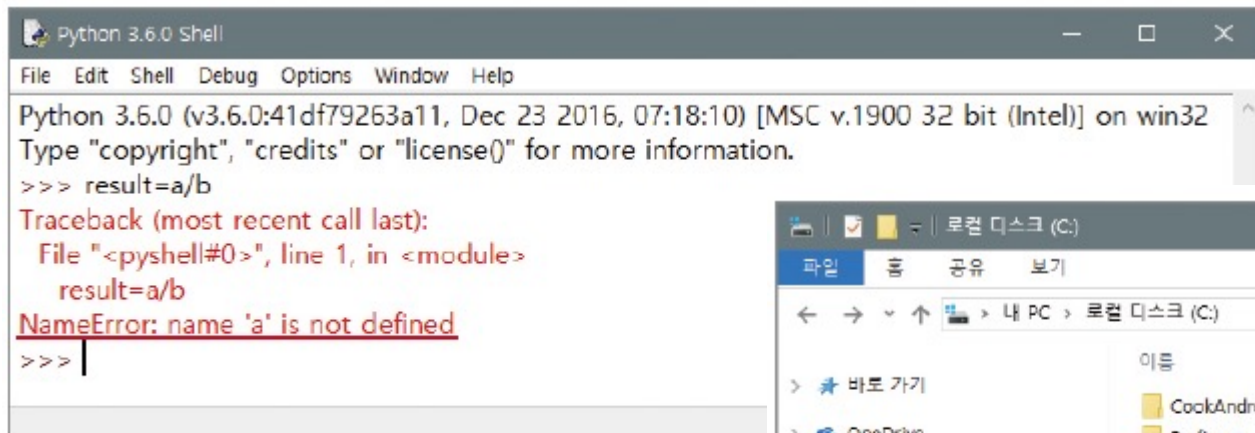 Python 3.6.0 Shell
File Edit Shell Debug Options Window Help
Python 3.6.0 (v3.6.0:41df79263a11, Dec 23 2016, 07:18:10) [MSC v.1900 32 bit (Intel)] on win32
Type "copyright", "credits" or "license()" for more information.
>>> result=a/b
Traceback (most recent call last):
File "<pyshell#0>", line 1, in <module>
result=a/b
NameError: name 'a' is not defined
>>>
로컬 디스크 (C:)
파일 홈 공유 보기
내 PC > 로컬 디스크 (C:)
이름
바로 가기
CookAndr
OneDrive